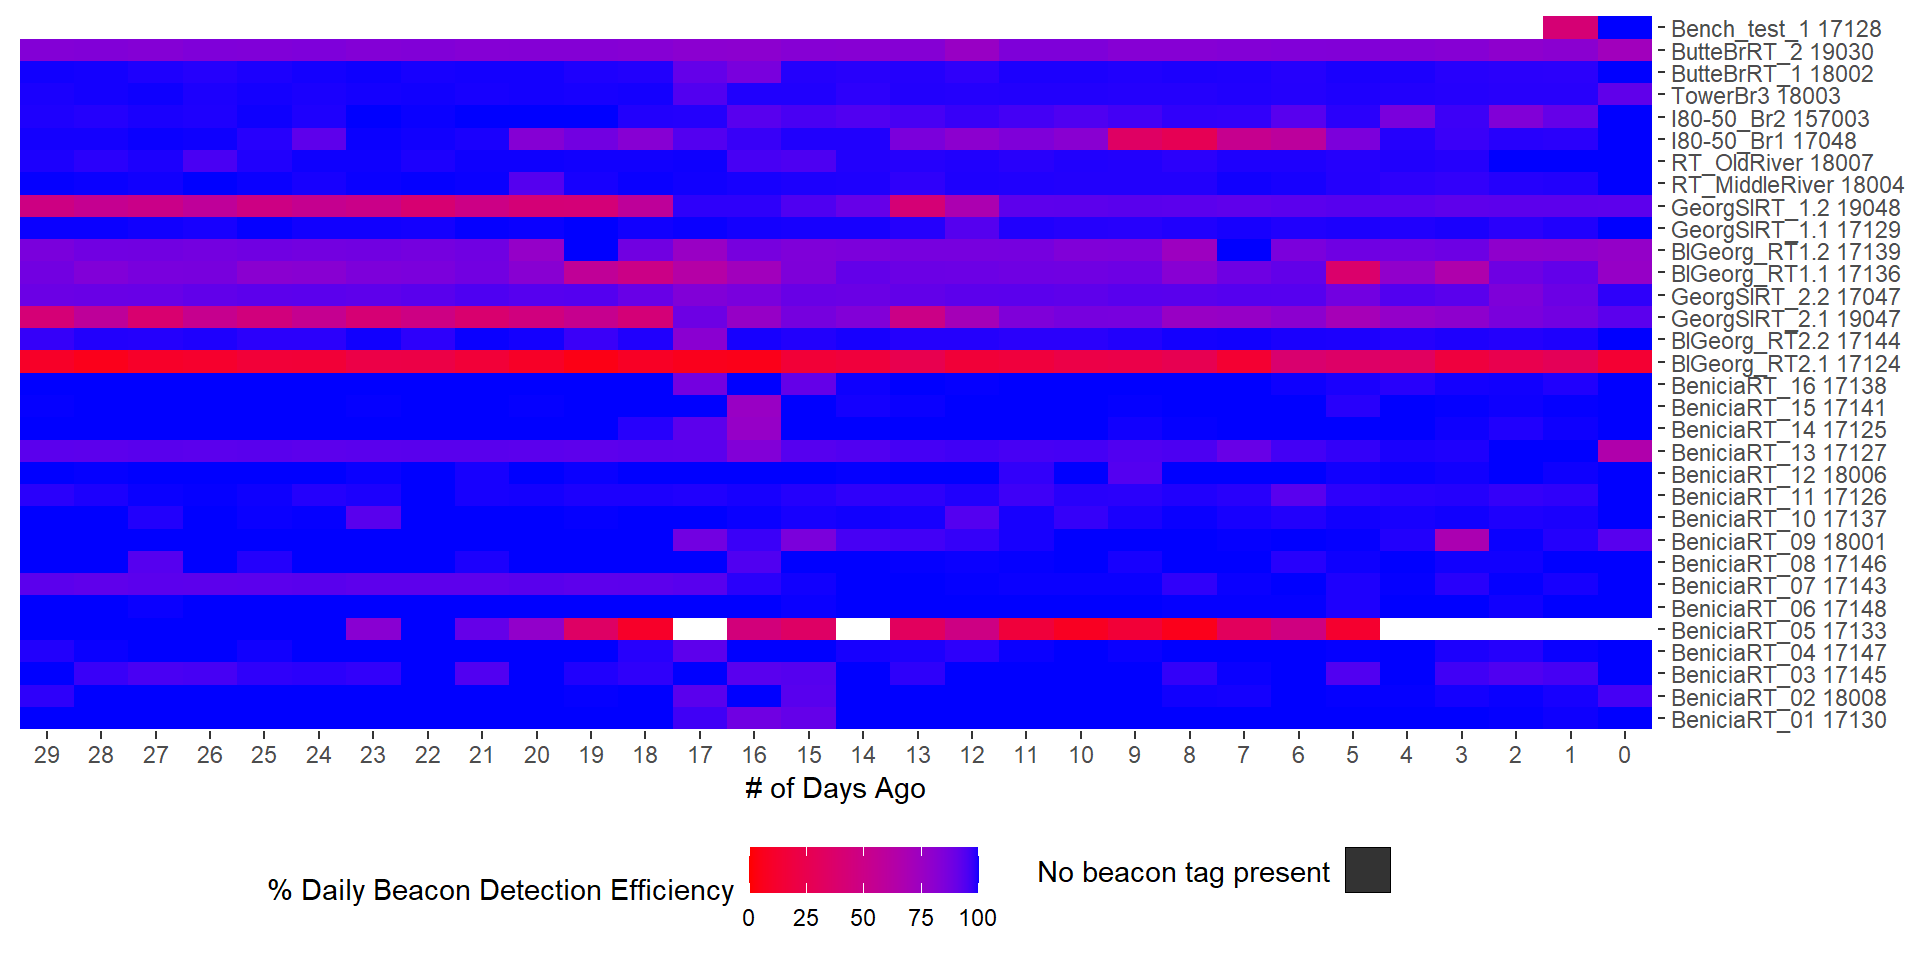 Bench_test_1 17128
ButteBrRT_2 19030
ButteBrRT_1 18002
TowerBr3 18003
I80-50_Br2 157003
I80-50_Br1 17048
RT_OldRiver 18007
RT_MiddleRiver 18004
GeorgSlRT_1.2 19048
GeorgSlRT_1.1 17129
BlGeorg_RT1.2 17139
BlGeorg_RT1.1 17136
GeorgSlRT_2.2 17047
GeorgSlRT_2.1 19047
BlGeorg_RT2.2 17144
BlGeorg_RT2.1 17124
BeniciaRT_16 17138
BeniciaRT_15 17141
BeniciaRT_14 17125
BeniciaRT_13 17127
BeniciaRT_12 18006
BeniciaRT_11 17126
BeniciaRT_10 17137
BeniciaRT_09 18001
BeniciaRT_08 17146
BeniciaRT_07 17143
BeniciaRT_06 17148
BeniciaRT_05 17133
BeniciaRT_04 17147
BeniciaRT_03 17145
BeniciaRT_02 18008
BeniciaRT_01 17130
29 28 27 26 25 24 23 22 21 20 19 18 17 16 15 14 13 12 11 10 9 8 7 6 5 4 3 2 1 0
# of Days Ago
% Daily Beacon Detection Efficiency
0 25 50 75 100
No beacon tag present